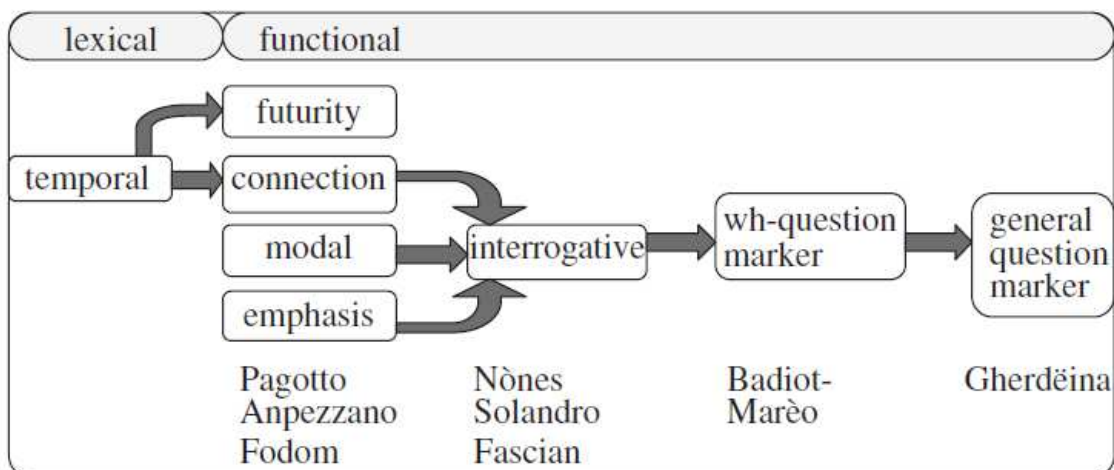 lexical
functional
futurity
temporal
connection
modal
emphasis
interrogative
wh-question
marker
general
question
marker
Pagotto
Anpezzano
Fodom
Nònes
Solandro
Fascian
Badiot-
Marèo
Gherdëina